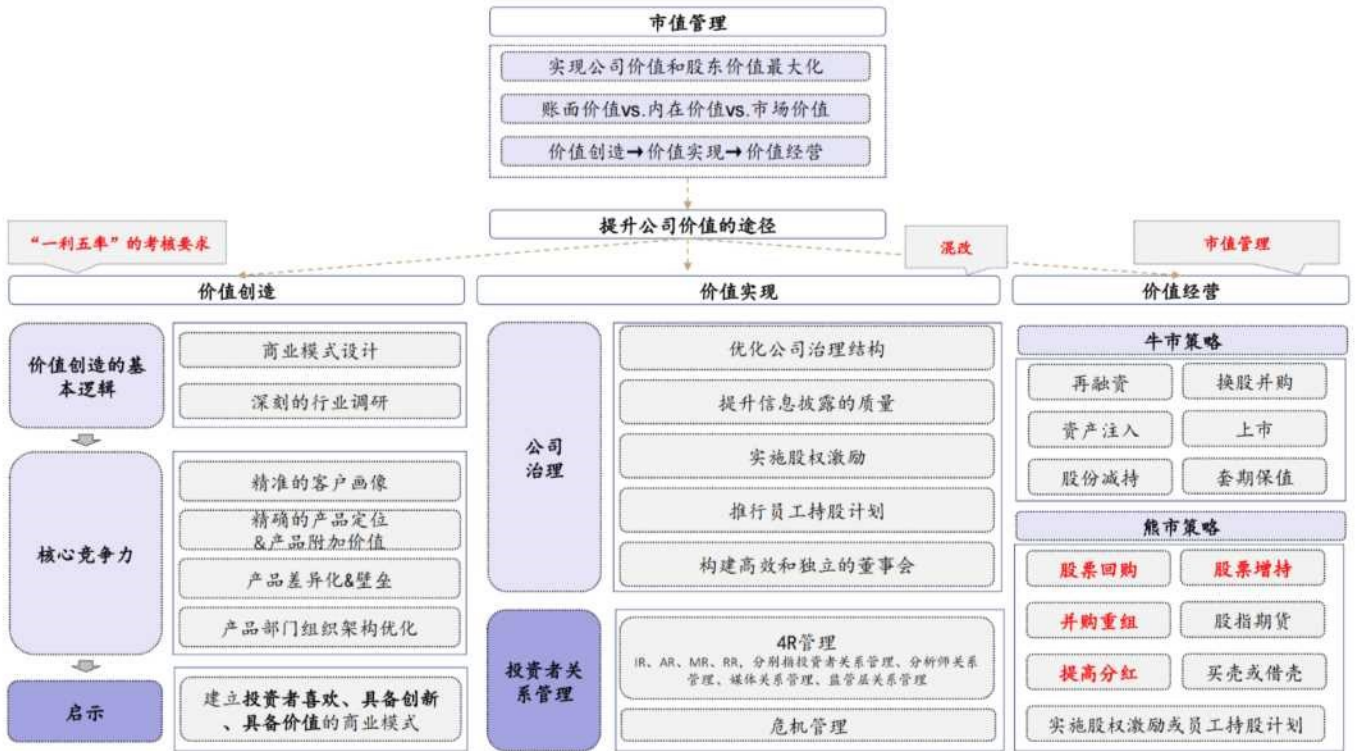 市值管理
实现公司价值和股东价值最大化
账面价值vs.内在价值vs.市场价值
价值创造→价值实现→价值经营
提升公司价值的途径
“一利五率”的考核要求
混改
市值管理
价值创造
价值创造的基
本逻辑
商业模式设计
深刻的行业调研
核心竞争力
精准的客户画像
精确的产品定位
&产品附加价值
产品差异化&壁垒
产品部门组织架构优化
启示
建立投资者喜欢、具备创新
、具备价值的商业模式
价值实现
公司
治理
优化公司治理结构
提升信息披露的质量
实施股权激励
推行员工持股计划
构建高效和独立的董事会
投资者关
系管理
4R管理
IR、AR、MR、RR，分别指投资者关系管理、分析师关系
管理、媒体关系管理、监管层关系管理
危机管理
价值经营
牛市策略
再融资
换股并购
资产注入
上市
股份减持
套期保值
熊市策略
股票回购
股票增持
并购重组
股指期货
提高分红
买壳或借壳
实施股权激励或员工持股计划